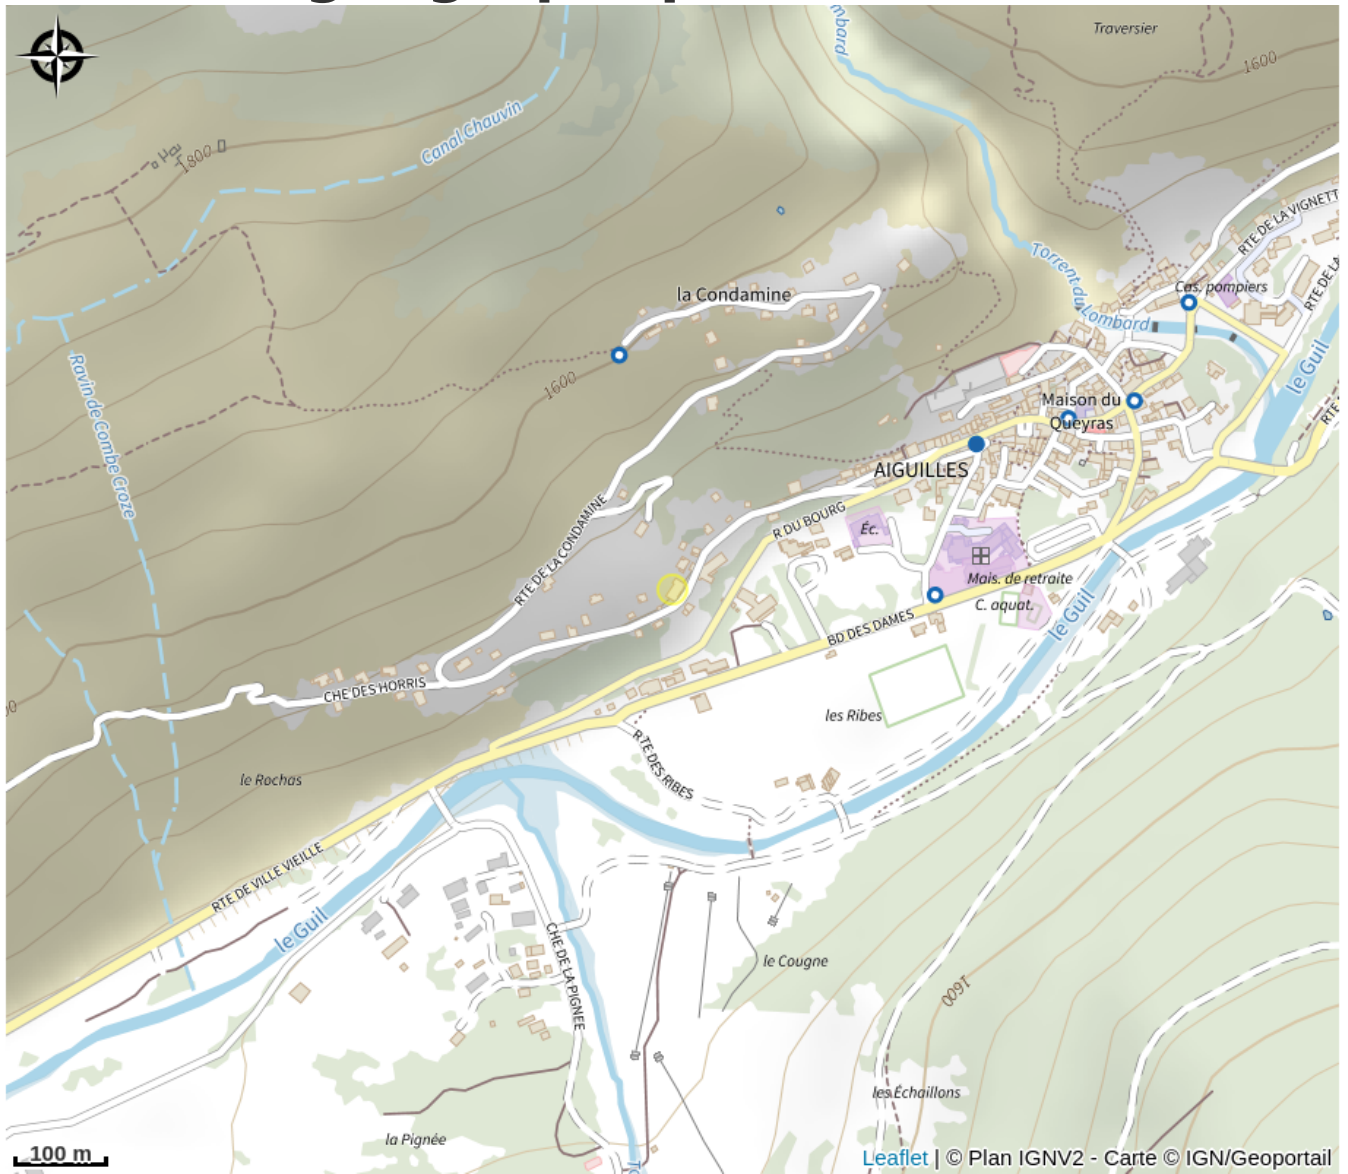 Traversier
1600
Canal Chauvin
1800
RTE DE LA VIGNETT
Torrent du Lombard
Cas. pompiers
RTE DE LA
la Condamine
le Guil
Ravin de Combe Croze
1600
Maison du
Queyras
RTE
AIGUILLES
R DU BOURG
Éc.
RTE DE LA CONDAMINE
Mais. de retraite
C. aquat.
le Guil
BD DES DAMES
CHE DES HORRIS
les Ribes
RTE DES RIBES
le Rochas
RTE DE VILLE VIEILLE
le Guil
CHE DE LA PIGNEE
le Cougne
1600
les Échaillons
la Pignée
100 m
Leaflet | © Plan IGNV2 - Carte © IGN/Geoportail